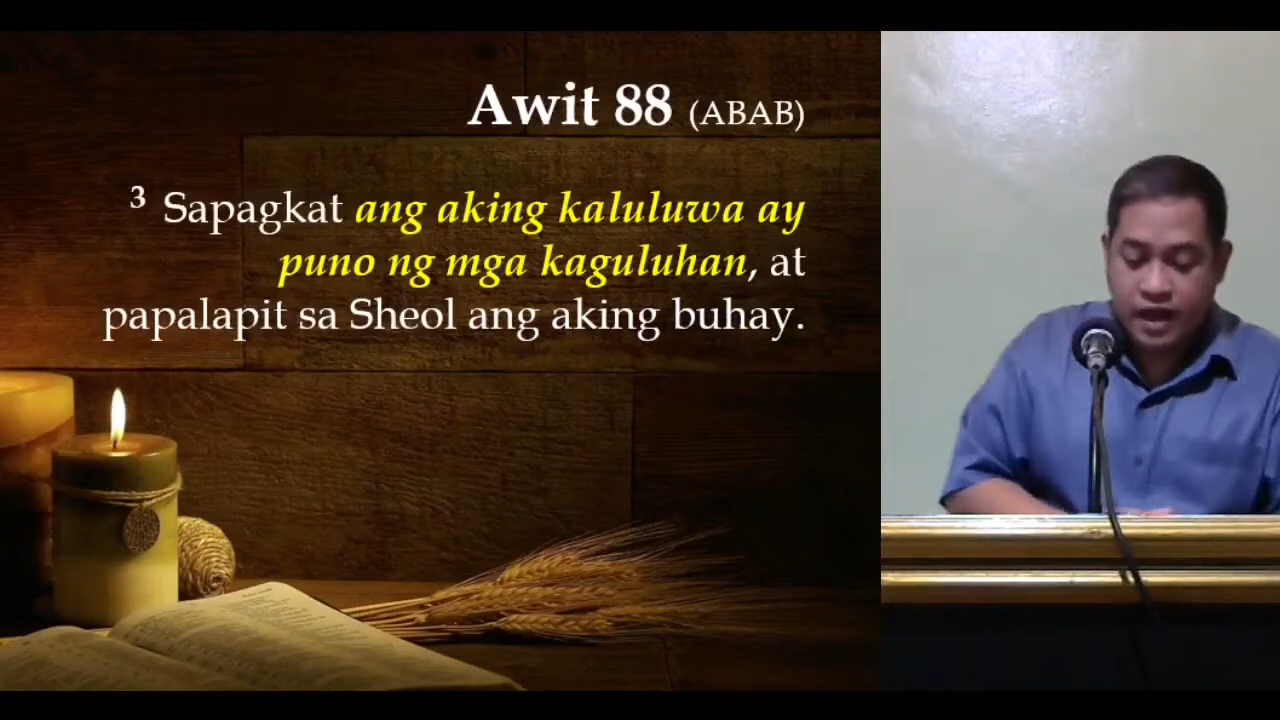 Awit 88 (ABAB)
3 Sapagkat ang aking kaluluwa ay
puno ng mga kaguluhan, at
papalapit sa Sheol ang aking buhay.